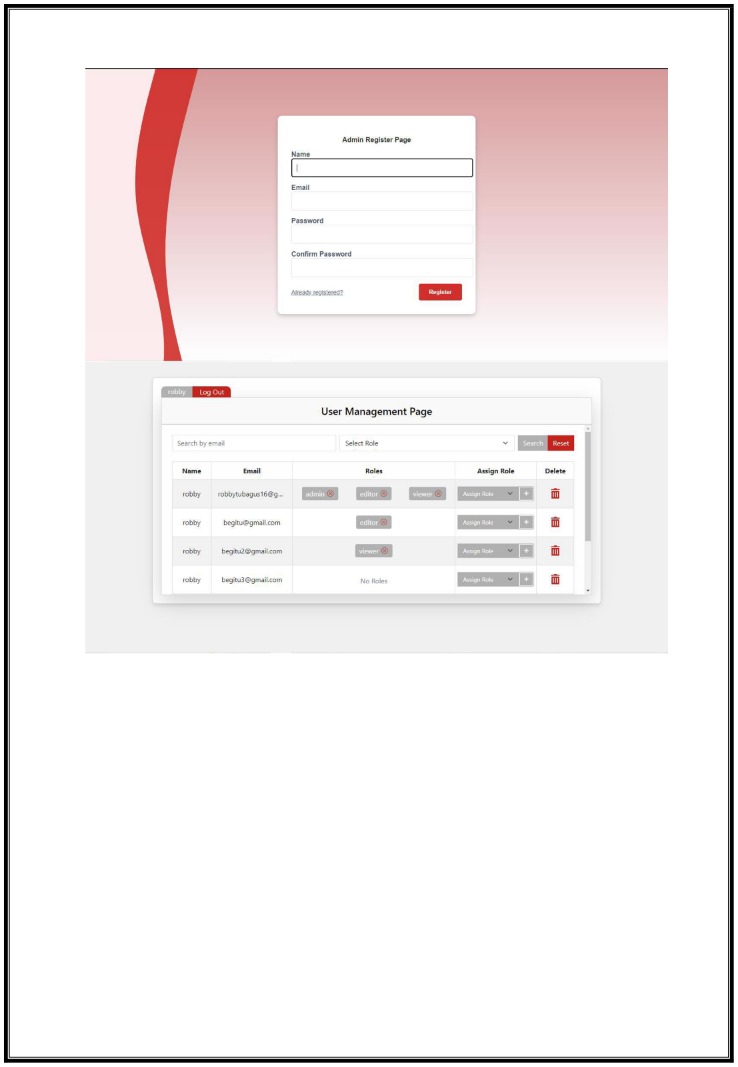 Admin Register Page
Name
Email
Password
Confirm Password
Already registered? Register
robby Log Out
User Management Page
Search by email Select Role Search Reset
Name Email Roles Assign Role Delete
robby robbytubagus16@g... admin editor viewer Assign Role +
robby begitu@gmail.com editor Assign Role +
robby begitu2@gmail.com viewer Assign Role +
robby begitu3@gmail.com No Roles Assign Role +